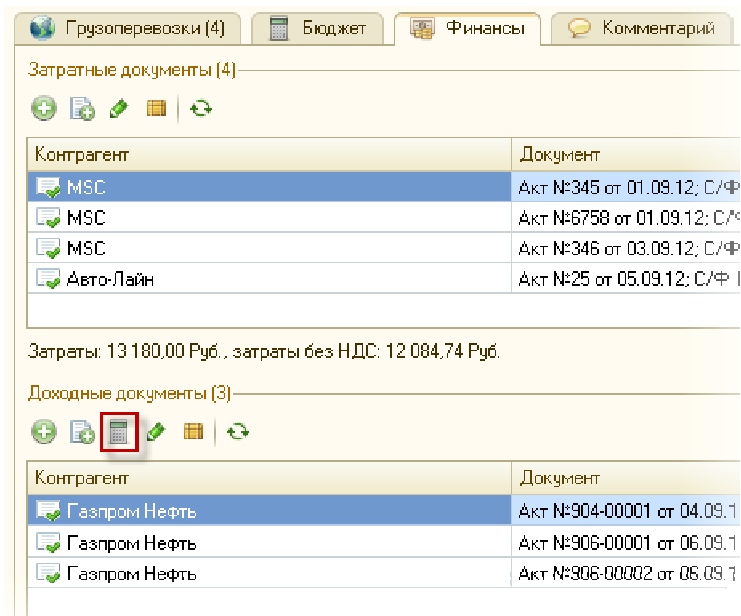 Грузоперевозки (4) Бюджет Финансы Комментарий
Затратные документы (4)
Контрагент Документ
MSC Акт №345 от 01.09.12; С/Ф
MSC Акт №6758 от 01.09.12; С/
MSC Акт №346 от 03.09.12; С/Ф
Авто-Лайн Акт №25 от 05.09.12; С/Ф
Затраты: 13 180,00 Руб., затраты без НДС: 12 084,74 Руб.
Доходные документы (3)
Контрагент Документ
Газпром Нефть Акт №904-00001 от 04.09.1
Газпром Нефть Акт №906-00001 от 06.09.1
Газпром Нефть Акт №906-00002 от 06.09.1